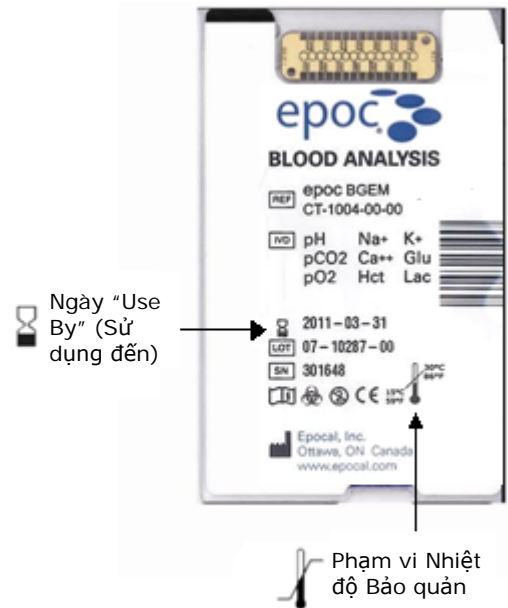 epoc
BLOOD ANALYSIS
REF epoc BGEM
CT-1004-00-00
IVD pH Na+ K+
pCO2 Ca++ Glu
pO2 Hct Lac
2011-03-31
LOT 07-10287-00
SN 301648
CE 15°C 59°F 30°C 86°F
Epocal, Inc.
Ottawa, ON Canada
www.epocal.com
Ngày “Use
By” (Sử
dụng đến)
Phạm vi Nhiệt
độ Bảo quản